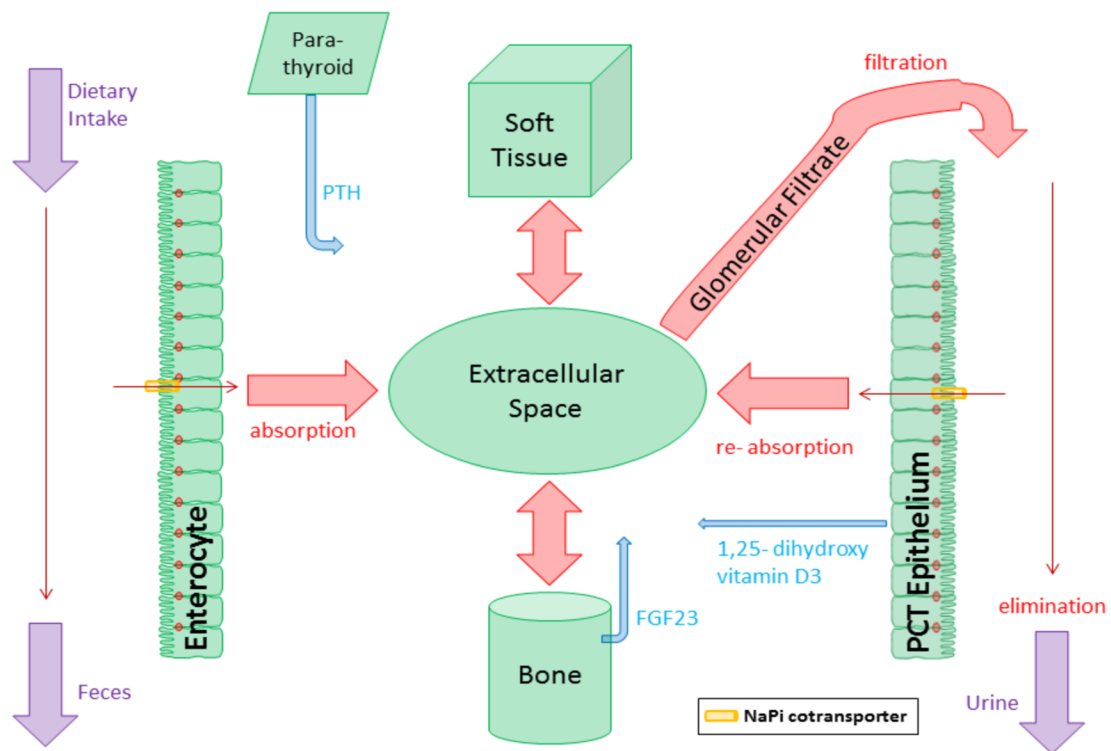 Para-
thyroid
Dietary
Intake
PTH
Soft
Tissue
filtration
Glomerular Filtrate
Extracellular
Space
absorption
re- absorption
Enterocyte
PCT Epithelium
1,25- dihydroxy
vitamin D3
FGF23
Bone
elimination
Feces
Urine
NaPi cotransporter